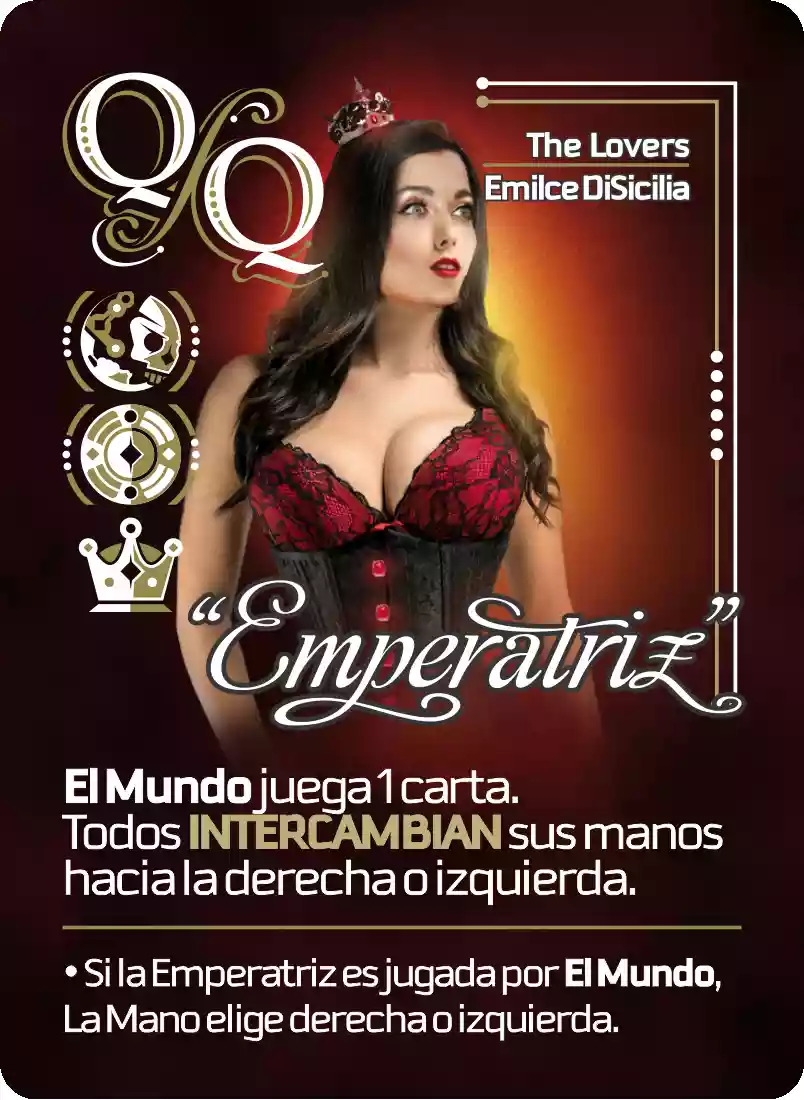 Q Q
The Lovers
Emilce DiSicilia
“Emperatriz”
El Mundo juega 1 carta.
Todos INTERCAMBIAN sus manos
hacia la derecha o izquierda.
• Si la Emperatriz es jugada por El Mundo,
La Mano elige derecha o izquierda.